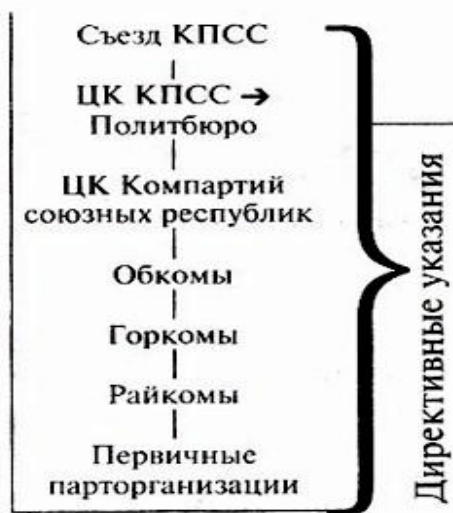 Съезд КПСС
ЦК КПСС →
Политбюро
ЦК Компартий
союзных республик
Обкомы
Горкомы
Райкомы
Первичные
парторганизации
Директивные указания